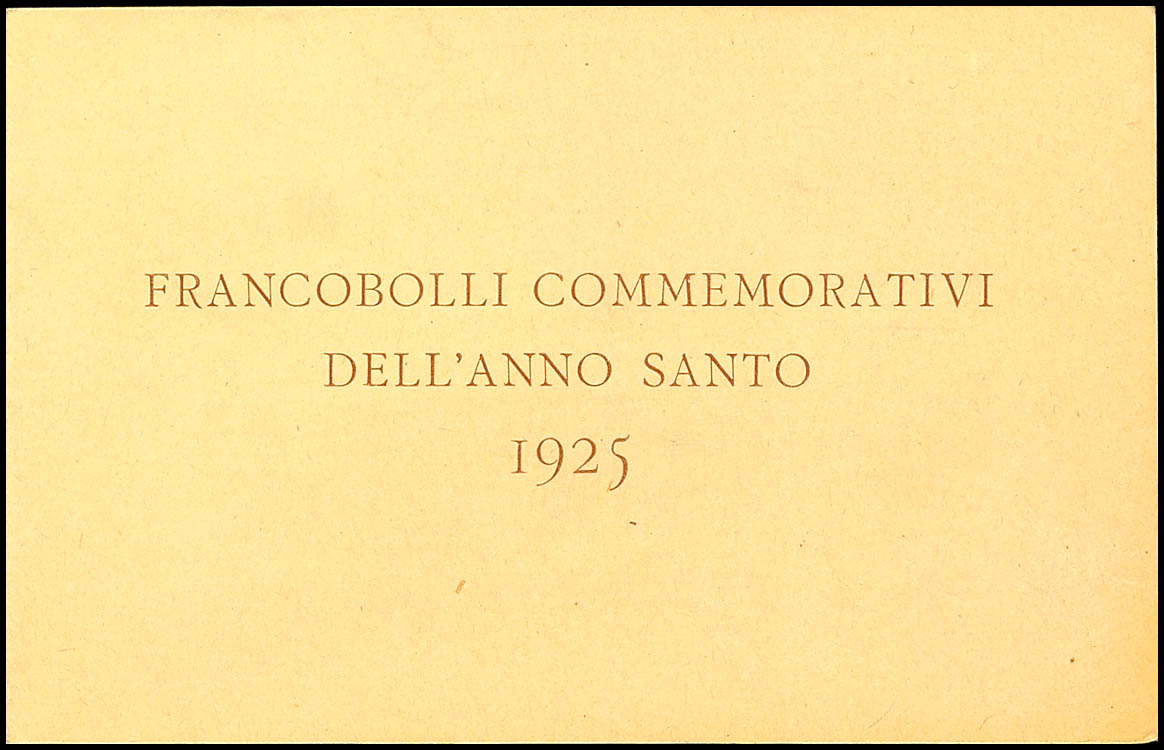 FRANCOBOLLI COMMEMORATIVI
DELL'ANNO SANTO
1925